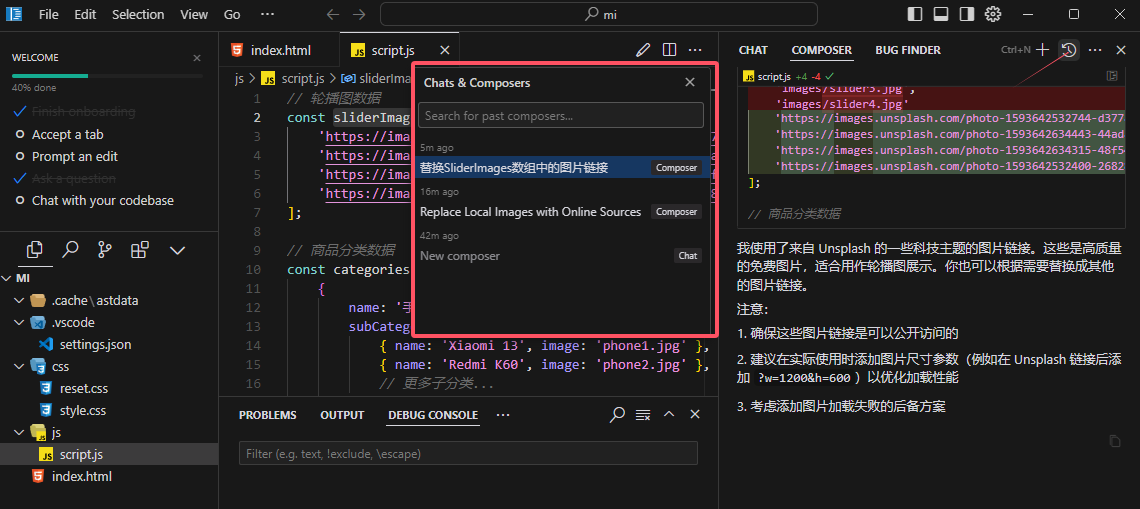 File Edit Selection View Go ···
mi
WELCOME
40% done
Finish onboarding
Accept a tab
Prompt an edit
Ask a question
Chat with your codebase
MI
.cache\astdata
.vscode
settings.json
css
reset.css
style.css
js
script.js
index.html
index.html
script.js
js > script.js > sliderIma
1 // 轮播图数据
2 const sliderImag
3 'https://ima
4 'https://ima
5 'https://ima
6 'https://ima
7 ];
8
9 // 商品分类数据
10 const categories
11 {
12 name: '手
13 subCateg
14 { name: 'Xiaomi 13', image: 'phone1.jpg' },
15 { name: 'Redmi K60', image: 'phone2.jpg' },
16 // 更多子分类...
Chats & Composers
Search for past composers...
5m ago
替换SliderImages数组中的图片链接 Composer
16m ago
Replace Local Images with Online Sources Composer
42m ago
New composer Chat
PROBLEMS OUTPUT DEBUG CONSOLE ···
Filter (e.g. text, !exclude, \escape)
CHAT COMPOSER BUG FINDER Ctrl+N
script.js +4 -4
'images/slider3.jpg',
'images/slider4.jpg'
'https://images.unsplash.com/photo-1593642532744-d377
'https://images.unsplash.com/photo-1593642634443-44ad
'https://images.unsplash.com/photo-1593642634315-48f5
'https://images.unsplash.com/photo-1593642532400-2682
];
// 商品分类数据
我使用了来自 Unsplash 的一些科技主题的图片链接。这些是高质量
的免费图片，适合用作轮播图展示。你也可以根据需要替换成其他
的图片链接。
注意：
1. 确保这些图片链接是可以公开访问的
2. 建议在实际使用时添加图片尺寸参数（例如在 Unsplash 链接后添
加 ?w=1200&h=600 ）以优化加载性能
3. 考虑添加图片加载失败的后备方案